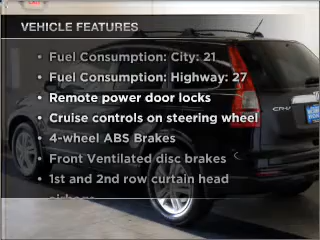 VEHICLE FEATURES
• Fuel Consumption: City: 21
• Fuel Consumption: Highway: 27
• Remote power door locks
• Cruise controls on steering wheel
• 4-wheel ABS Brakes
• Front Ventilated disc brakes
• 1st and 2nd row curtain head
airbags
CR-V